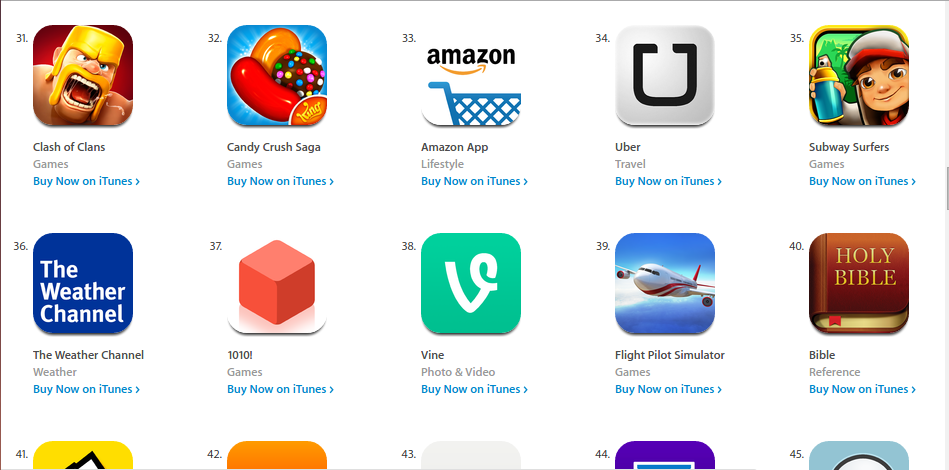 31.
32.
33.
34.
35.
amazon
King
Clash of Clans
Candy Crush Saga
Amazon App
Uber
Subway Surfers
Games
Games
Lifestyle
Travel
Games
Buy Now on iTunes >
Buy Now on iTunes >
Buy Now on iTunes >
Buy Now on iTunes >
Buy Now on iTunes >
36.
37.
38.
39.
40.
The
Weather
Channel
HOLY
BIBLE
The Weather Channel
1010!
Vine
Flight Pilot Simulator
Bible
Weather
Games
Photo & Video
Games
Reference
Buy Now on iTunes >
Buy Now on iTunes >
Buy Now on iTunes >
Buy Now on iTunes >
Buy Now on iTunes >
41.
42.
43.
44.
45.